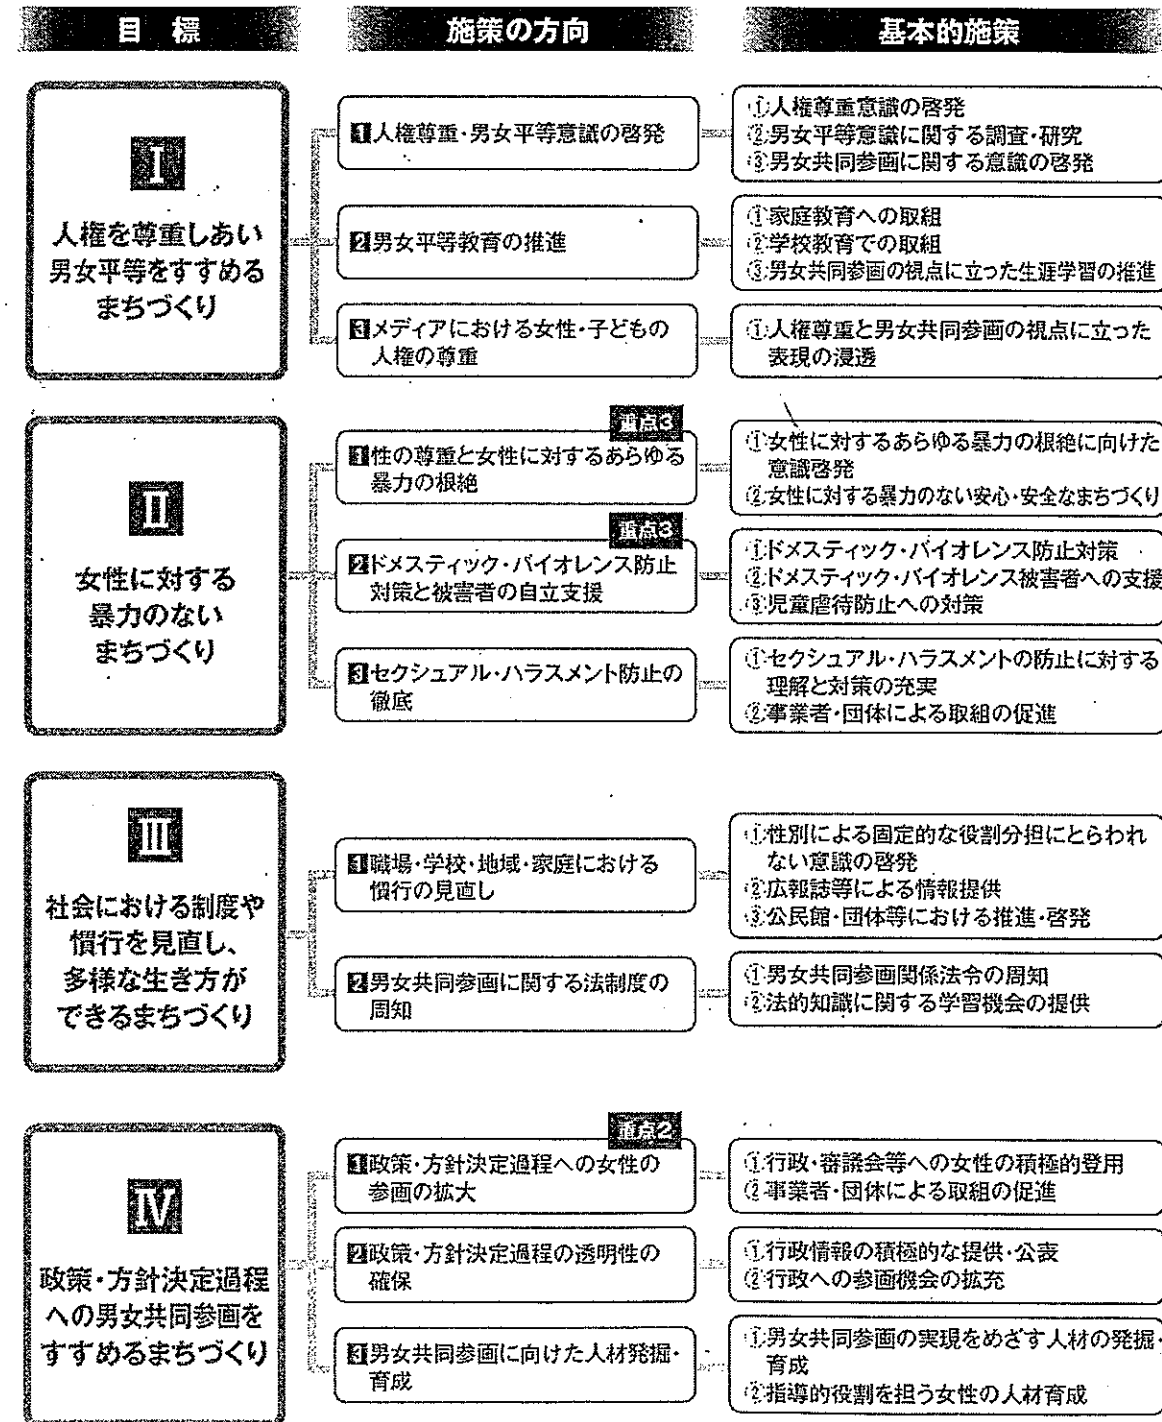 目標
施策の方向
基本的施策
I
人権を尊重しあい
男女平等をすすめる
まちづくり
1人権尊重・男女平等意識の啓発
①人権尊重意識の啓発
②男女平等意識に関する調査・研究
③男女共同参画に関する意識の啓発
2男女平等教育の推進
①家庭教育への取組
②学校教育での取組
③男女共同参画の視点に立った生涯学習の推進
3メディアにおける女性・子どもの
人権の尊重
①人権尊重と男女共同参画の視点に立った
表現の浸透
II
女性に対する
暴力のない
まちづくり
重点3
1性の尊重と女性に対するあらゆる
暴力の根絶
①女性に対するあらゆる暴力の根絶に向けた
意識啓発
②女性に対する暴力のない安心・安全なまちづくり
重点3
2ドメスティック・バイオレンス防止
対策と被害者の自立支援
①ドメスティック・バイオレンス防止対策
②ドメスティック・バイオレンス被害者への支援
③児童虐待防止への対策
3セクシュアル・ハラスメント防止の
徹底
①セクシュアル・ハラスメントの防止に対する
理解と対策の充実
②事業者・団体による取組の促進
III
社会における制度や
慣行を見直し、
多様な生き方が
できるまちづくり
1職場・学校・地域・家庭における
慣行の見直し
①性別による固定的な役割分担にとらわれ
ない意識の啓発
②広報誌等による情報提供
③公民館・団体等における推進・啓発
2男女共同参画に関する法制度の
周知
①男女共同参画関係法令の周知
②法的知識に関する学習機会の提供
IV
政策・方針決定過程
への男女共同参画を
すすめるまちづくり
重点2
1政策・方針決定過程への女性の
参画の拡大
①行政・審議会等への女性の積極的登用
②事業者・団体による取組の促進
2政策・方針決定過程の透明性の
確保
①行政情報の積極的な提供・公表
②行政への参画機会の拡充
3男女共同参画に向けた人材発掘・
育成
①男女共同参画の実現をめざす人材の発掘・
育成
②指導的役割を担う女性の人材育成